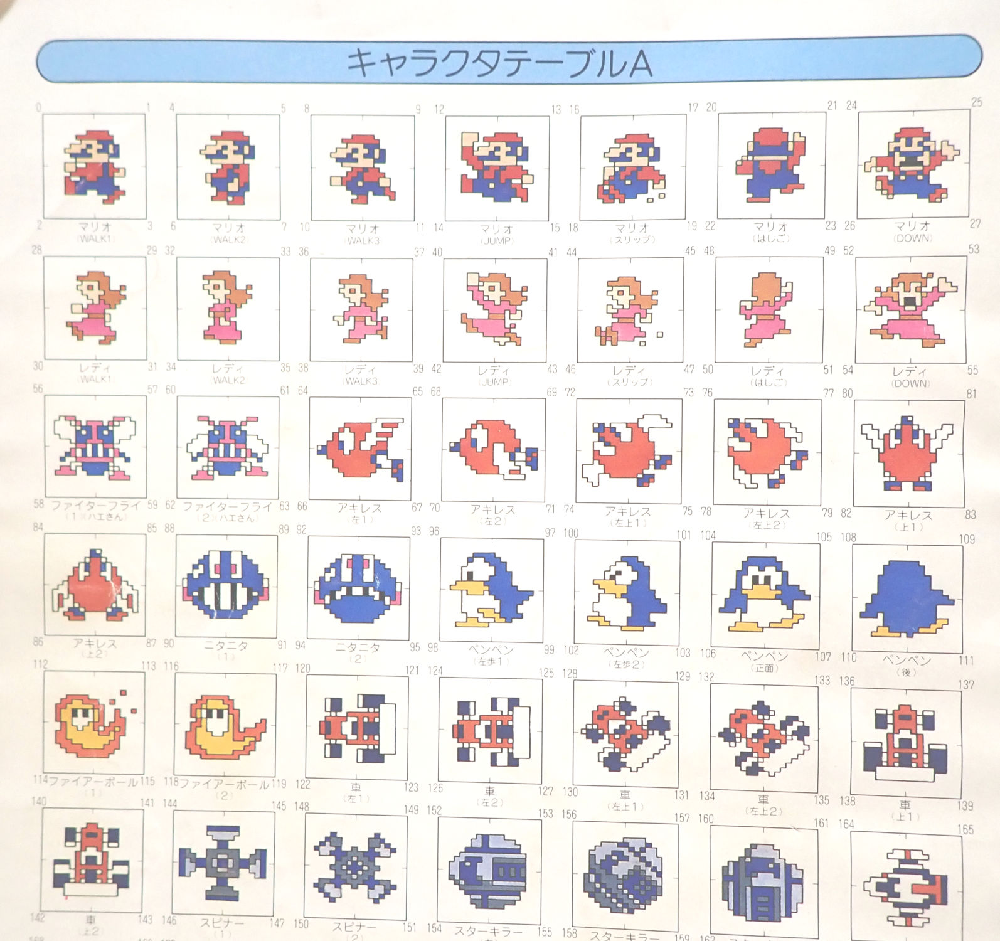 キャラクタテーブルA
0 1 4 5 8 9 12 13 16 17 20 21 24 25
2 マリオ 3 6 マリオ 7 10 マリオ 11 14 マリオ 15 18 マリオ 19 22 マリオ 23 26 マリオ 27
(WALK1) (WALK2) (WALK3) (JUMP) (スリップ) (はしご) (DOWN)
28 29 32 33 36 37 40 41 44 45 48 49 52 53
30 レディ 31 34 レディ 35 38 レディ 39 42 レディ 43 46 レディ 47 50 レディ 51 54 レディ 55
(WALK1) (WALK2) (WALK3) (JUMP) (スリップ) (はしご) (DOWN)
56 57 60 61 64 65 68 69 72 73 76 77 80 81
58 ファイターフライ 59 62 ファイターフライ 63 66 アキレス 67 70 アキレス 71 74 アキレス 75 78 アキレス 79 82 アキレス 83
(1)(ハエさん) (2)(ハエさん) (左1) (左2) (左上1) (左上2) (上1)
84 85 88 89 92 93 96 97 100 101 104 105 108 109
86 アキレス 87 90 ニタニタ 91 94 ニタニタ 95 98 ペンペン 99 102 ペンペン 103 106 ペンペン 107 110 ペンペン 111
(上2) (1) (2) (左歩1) (左歩2) (正面) (後)
112 113 116 117 120 121 124 125 128 129 132 133 136 137
114 ファイアーボール 115 118 ファイアーボール 119 122 車 123 126 車 127 130 車 131 134 車 135 138 車 139
(1) (2) (左1) (左2) (左上1) (左上2) (上1)
140 141 144 145 148 149 152 153 156 157 160 161 164 165
142 車 143 146 スピナー 147 150 スピナー 151 154 スターキラー 155 158 スターキラー 159
(上2) (1) (2)